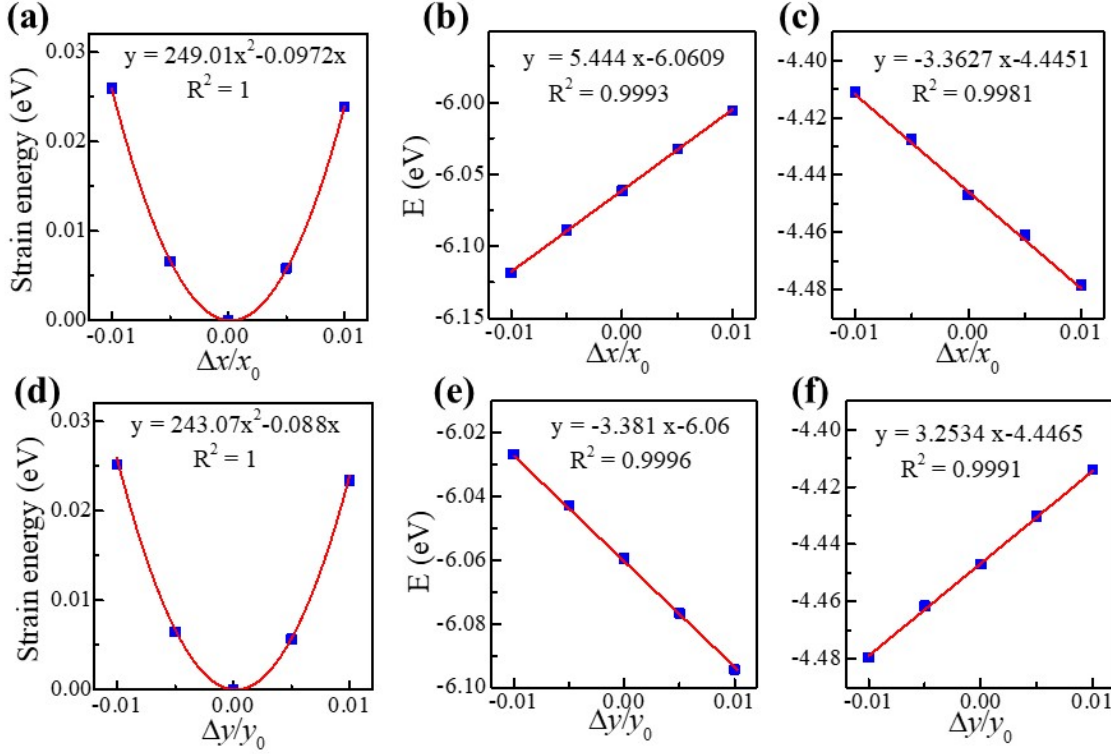 (a)
y = 249.01x²-0.0972x
R² = 1
Strain energy (eV)
0.03
0.02
0.01
0.00
-0.01
0.00
0.01
Δx/x₀
(b)
y = 5.444 x-6.0609
R² = 0.9993
E (eV)
-6.00
-6.05
-6.10
-6.15
-0.01
0.00
0.01
Δx/x₀
(c)
y = -3.3627 x-4.4451
R² = 0.9981
-4.40
-4.42
-4.44
-4.46
-4.48
-0.01
0.00
0.01
Δx/x₀
(d)
y = 243.07x²-0.088x
R² = 1
Strain energy (eV)
0.03
0.02
0.01
0.00
-0.01
0.00
0.01
Δy/y₀
(e)
y = -3.381 x-6.06
R² = 0.9996
E (eV)
-6.02
-6.04
-6.06
-6.08
-6.10
-0.01
0.00
0.01
Δy/y₀
(f)
y = 3.2534 x-4.4465
R² = 0.9991
-4.40
-4.42
-4.44
-4.46
-4.48
-0.01
0.00
0.01
Δy/y₀